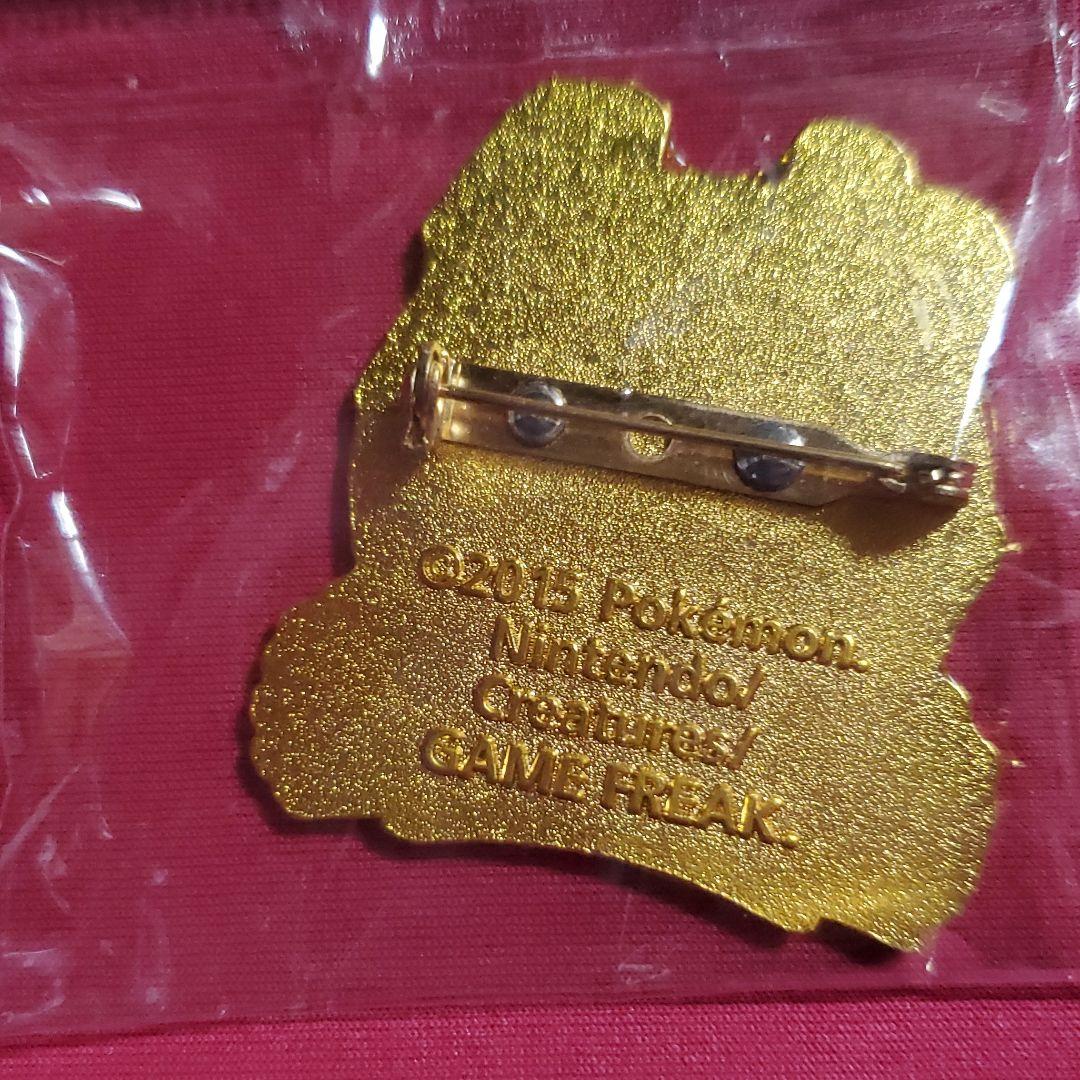 ©2015 Pokémon.
Nintendo/
Creatures/
GAME FREAK.